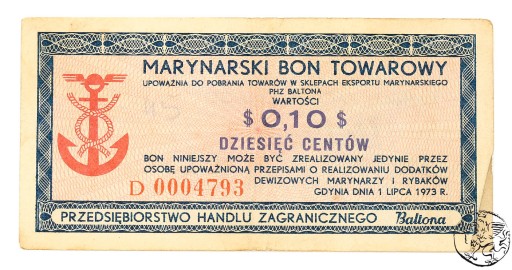 MARYNARSKI BON TOWAROWY
UPOWAŻNIA DO POBRANIA TOWARÓW W SKLEPACH EKSPORTU MARYNARSKIEGO
PHZ BALTONA
WARTOŚCI
$ 0,10 $
DZIESIĘĆ CENTÓW
BON NINIEJSZY MOŻE BYĆ ZREALIZOWANY JEDYNIE PRZEZ
OSOBĘ UPOWAŻNIONĄ PRZEPISAMI O REALIZOWANIU DODATKÓW
DEWIZOWYCH MARYNARZY I RYBAKÓW
D 0004793
GDYNIA DNIA 1 LIPCA 1973 R.
PRZEDSIĘBIORSTWO HANDLU ZAGRANICZNEGO Baltona